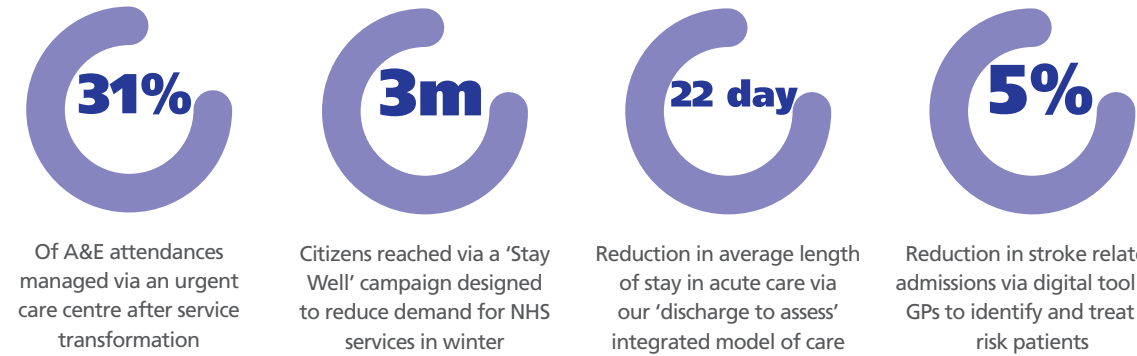 31%
Of A&E attendances
managed via an urgent
care centre after service
transformation
3m
Citizens reached via a ‘Stay
Well’ campaign designed
to reduce demand for NHS
services in winter
22 day
Reduction in average length
of stay in acute care via
our ‘discharge to assess’
integrated model of care
5%
Reduction in stroke
admissions via digital tool
GPs to identify and treat
risk patients